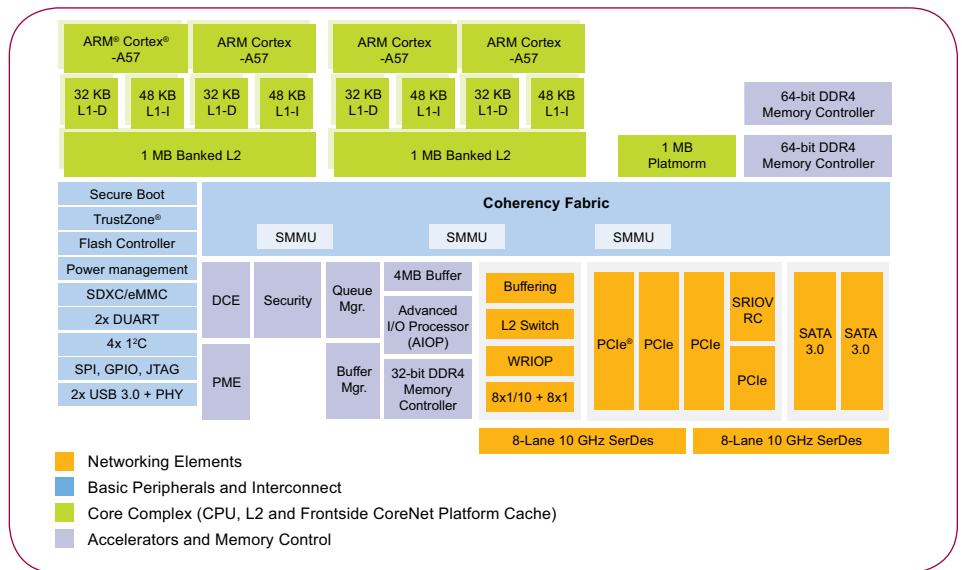 ARM® Cortex®
-A57
ARM Cortex
-A57
ARM Cortex
-A57
ARM Cortex
-A57
32 KB
L1-D
48 KB
L1-I
32 KB
L1-D
48 KB
L1-I
32 KB
L1-D
48 KB
L1-I
32 KB
L1-D
48 KB
L1-I
64-bit DDR4
Memory Controller
1 MB Banked L2
1 MB Banked L2
1 MB
Platmorm
64-bit DDR4
Memory Controller
Secure Boot
TrustZone®
Flash Controller
Power management
SDXC/eMMC
2x DUART
4x 1²C
SPI, GPIO, JTAG
2x USB 3.0 + PHY
Coherency Fabric
SMMU
SMMU
SMMU
DCE
Security
Queue
Mgr.
4MB Buffer
Advanced
I/O Processor
(AIOP)
PME
Buffer
Mgr.
32-bit DDR4
Memory
Controller
Buffering
L2 Switch
WRIOP
8x1/10 + 8x1
PCIe®
PCIe
PCIe
SRIOV
RC
PCIe
SATA
3.0
SATA
3.0
8-Lane 10 GHz SerDes
8-Lane 10 GHz SerDes
Networking Elements
Basic Peripherals and Interconnect
Core Complex (CPU, L2 and Frontside CoreNet Platform Cache)
Accelerators and Memory Control